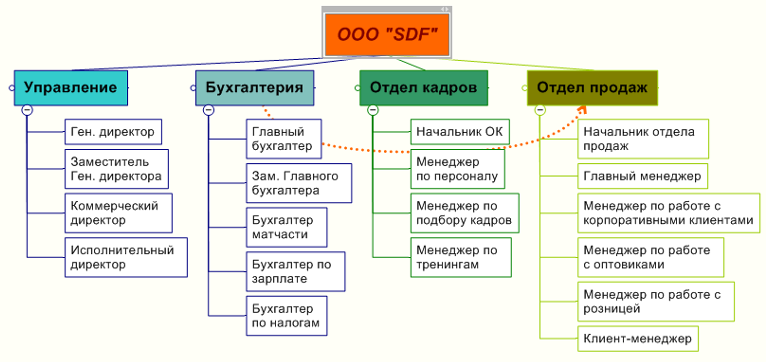 ООО "SDF"
Управление
Бухгалтерия
Отдел кадров
Отдел продаж
Ген. директор
Заместитель
Ген. директора
Коммерческий
директор
Исполнительный
директор
Главный
бухгалтер
Зам. Главного
бухгалтера
Бухгалтер
матчасти
Бухгалтер по
зарплате
Бухгалтер
по налогам
Начальник ОК
Менеджер
по персоналу
Менеджер по
подбору кадров
Менеджер по
тренингам
Начальник отдела
продаж
Главный менеджер
Менеджер по работе с
корпоративными клиентами
Менеджер по работе
с оптовиками
Менеджер по работе с
розницей
Клиент-менеджер